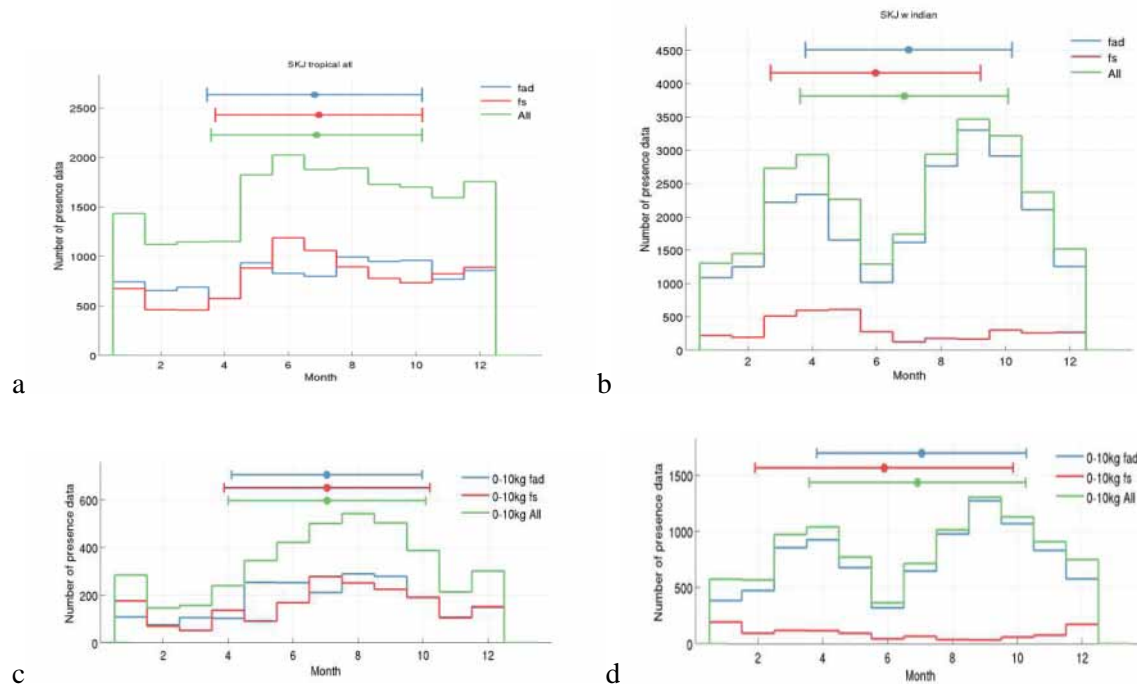 SKJ tropical atl
fad
fs
All
Number of presence data
2500
2000
1500
1000
500
0
2 4 6 8 10 12
Month
a
SKJ w indian
fad
fs
All
Number of presence data
4500
4000
3500
3000
2500
2000
1500
1000
500
0
2 4 6 8 10 12
Month
b
0-10kg fad
0-10kg fs
0-10kg All
Number of presence data
600
400
200
0
2 4 6 8 10 12
Month
c
0-10kg fad
0-10kg fs
0-10kg All
Number of presence data
1500
1000
500
0
2 4 6 8 10 12
Month
d